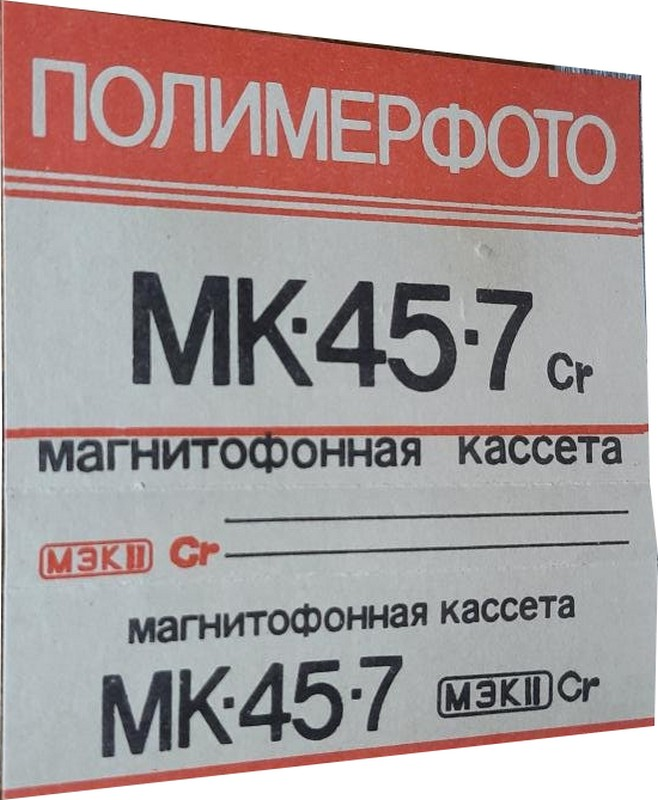 ПОЛИМЕРФОТО
МК·45·7 Cr
магнитофонная кассета
МЭКII Cr
магнитофонная кассета
МК·45·7 МЭКII Cr